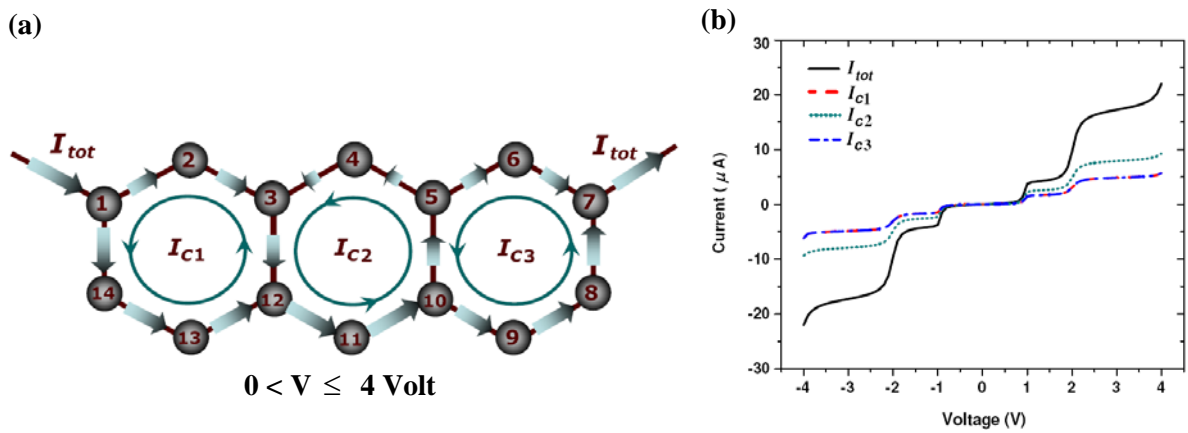 (a)
I_tot
I_tot
1
2
3
4
5
6
7
8
9
10
11
12
13
14
I_C1
I_C2
I_C3
0 < V ≤ 4 Volt
(b)
Current ( μ A)
30
20
10
0
-10
-20
-30
I_tot
I_c1
I_c2
I_c3
-4 -3 -2 -1 0 1 2 3 4
Voltage (V)